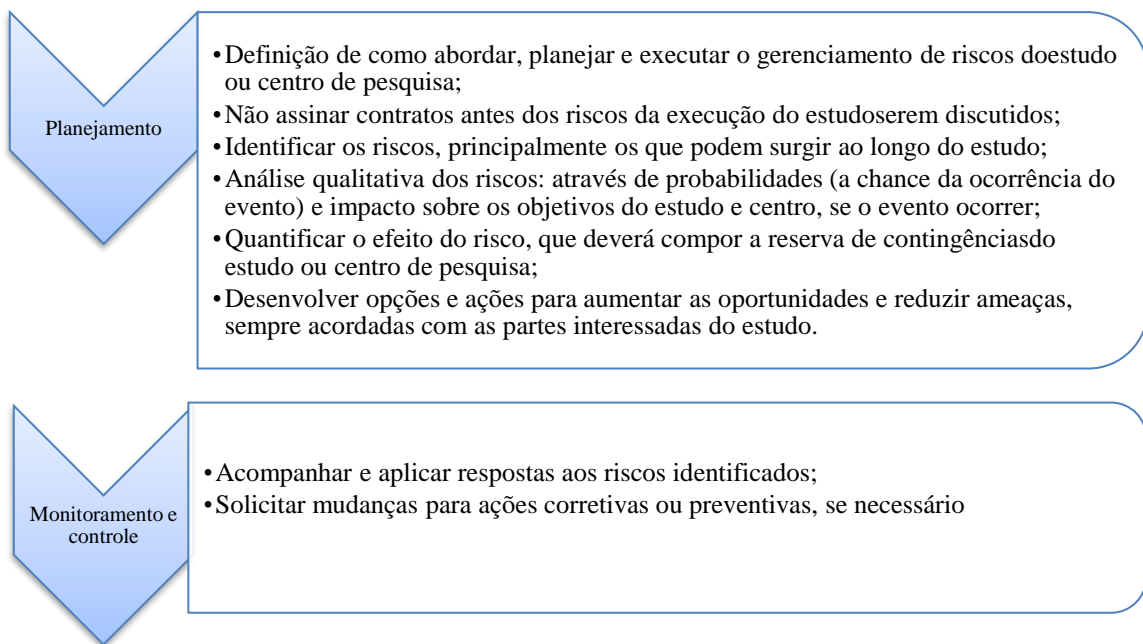 Planejamento
•Definição de como abordar, planejar e executar o gerenciamento de riscos doestudo
ou centro de pesquisa;
•Não assinar contratos antes dos riscos da execução do estudoserem discutidos;
•Identificar os riscos, principalmente os que podem surgir ao longo do estudo;
•Análise qualitativa dos riscos: através de probabilidades (a chance da ocorrência do
evento) e impacto sobre os objetivos do estudo e centro, se o evento ocorrer;
•Quantificar o efeito do risco, que deverá compor a reserva de contingênciasdo
estudo ou centro de pesquisa;
•Desenvolver opções e ações para aumentar as oportunidades e reduzir ameaças,
sempre acordadas com as partes interessadas do estudo.
Monitoramento e
controle
•Acompanhar e aplicar respostas aos riscos identificados;
•Solicitar mudanças para ações corretivas ou preventivas, se necessário